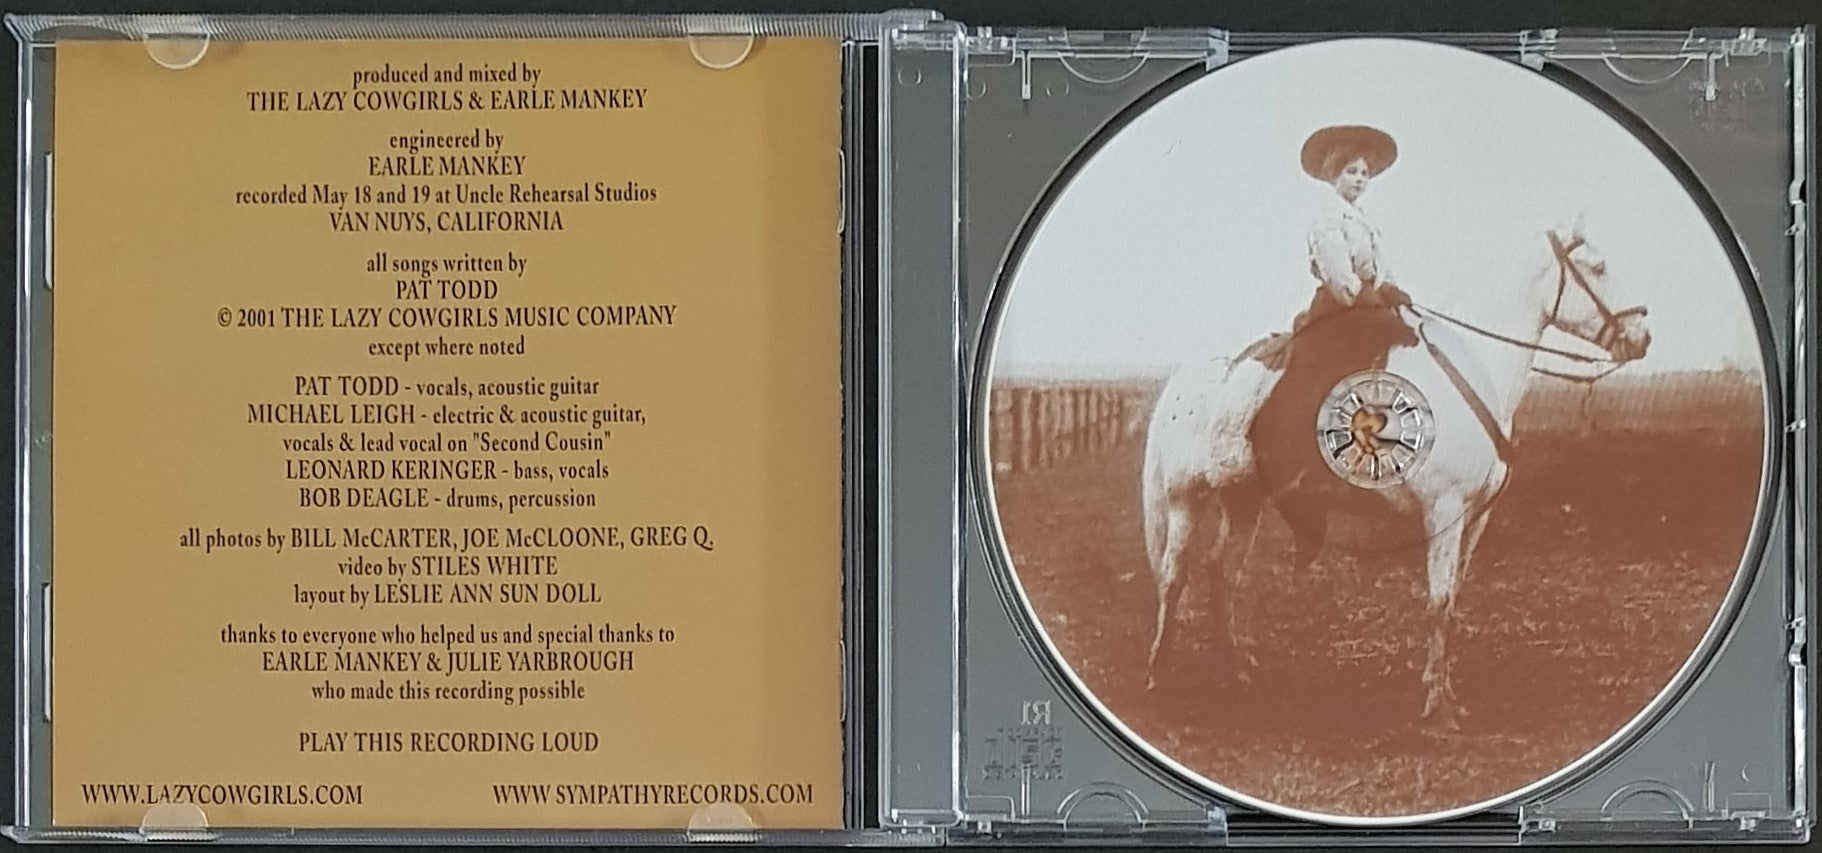 produced and mixed by
THE LAZY COWGIRLS & EARLE MANKEY
engineered by
EARLE MANKEY
recorded May 18 and 19 at Uncle Rehearsal Studios
VAN NUYS, CALIFORNIA
all songs written by
PAT TODD
© 2001 THE LAZY COWGIRLS MUSIC COMPANY
except where noted
PAT TODD - vocals, acoustic guitar
MICHAEL LEIGH - electric & acoustic guitar,
vocals & lead vocal on "Second Cousin"
LEONARD KERINGER - bass, vocals
BOB DEAGLE - drums, percussion
all photos by BILL McCARTER, JOE McCLOONE, GREG Q.
video by STILES WHITE
layout by LESLIE ANN SUN DOLL
thanks to everyone who helped us and special thanks to
EARLE MANKEY & JULIE YARBROUGH
who made this recording possible
PLAY THIS RECORDING LOUD
WWW.LAZYCOWGIRLS.COM
WWW SYMPATHYRECORDS.COM
R1